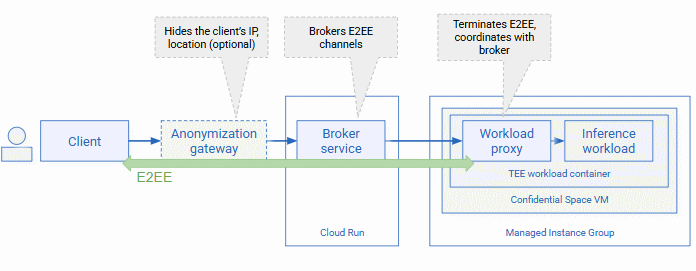 Hides the client's IP,
location (optional)
Brokers E2EE
channels
Terminates E2EE,
coordinates with
broker
Client
Anonymization
gateway
Broker
service
Workload
proxy
Inference
workload
E2EE
TEE workload container
Confidential Space VM
Cloud Run
Managed Instance Group